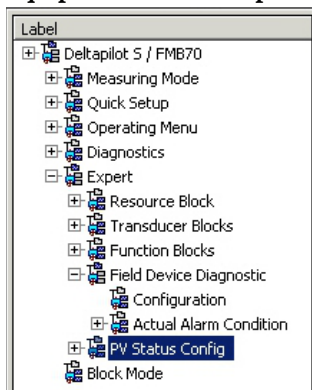 Label
Deltapilot S / FMB70
Measuring Mode
Quick Setup
Operating Menu
Diagnostics
Expert
Resource Block
Transducer Blocks
Function Blocks
Field Device Diagnostic
Configuration
Actual Alarm Condition
PV Status Config
Block Mode